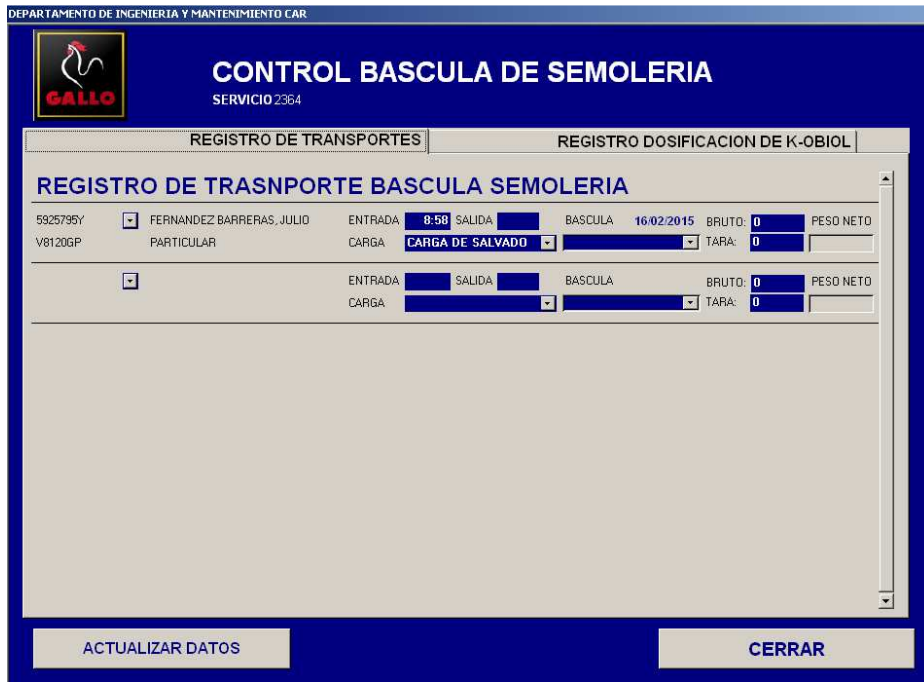 DEPARTAMENTO DE INGENIERIA Y MANTENIMIENTO CAR
GALLO
CONTROL BASCULA DE SEMOLERIA
SERVICIO 2364
REGISTRO DE TRANSPORTES
REGISTRO DOSIFICACION DE K-OBIOL
REGISTRO DE TRASNPORTE BASCULA SEMOLERIA
5925795Y FERNANDEZ BARRERAS, JULIO ENTRADA 8:58 SALIDA BASCULA 16/02/2015 BRUTO: 0 PESO NETO
V8120GP PARTICULAR CARGA CARGA DE SALVADO TARA: 0
ENTRADA SALIDA BASCULA BRUTO: 0 PESO NETO
CARGA TARA: 0
ACTUALIZAR DATOS
CERRAR